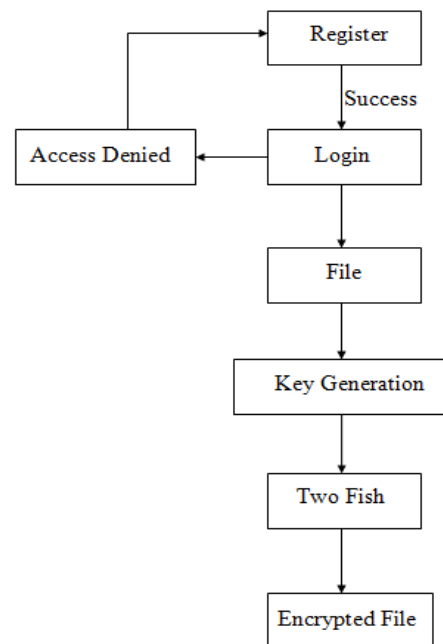 Register
Success
Access Denied
Login
File
Key Generation
Two Fish
Encrypted File